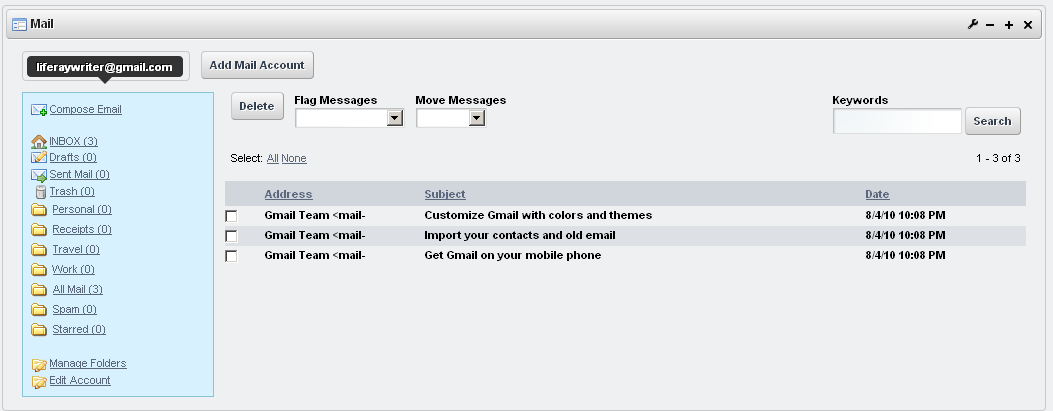 Mail
liferaywriter@gmail.com
Add Mail Account
Compose Email
INBOX (3)
Drafts (0)
Sent Mail (0)
Trash (0)
Personal (0)
Receipts (0)
Travel (0)
Work (0)
All Mail (3)
Spam (0)
Starred (0)
Manage Folders
Edit Account
Delete
Flag Messages
Move Messages
Keywords
Search
Select: All None
1 - 3 of 3
Address Subject Date
Gmail Team <mail- Customize Gmail with colors and themes 8/4/10 10:08 PM
Gmail Team <mail- Import your contacts and old email 8/4/10 10:08 PM
Gmail Team <mail- Get Gmail on your mobile phone 8/4/10 10:08 PM